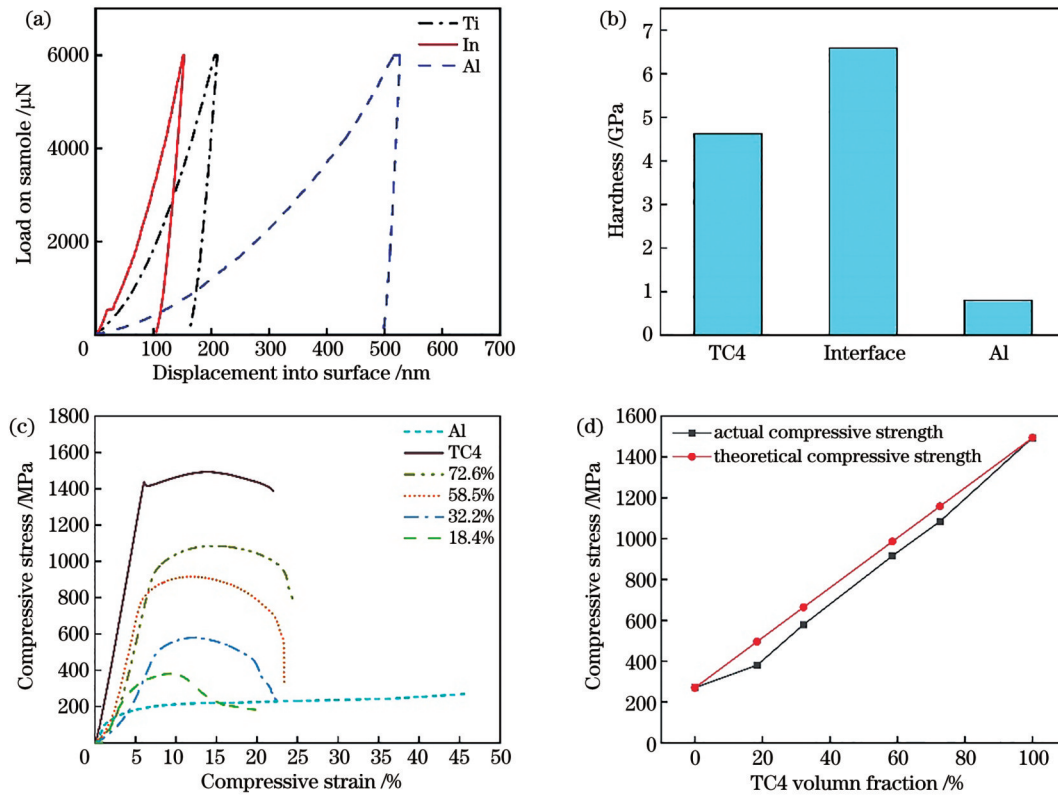 (a)
Ti
In
Al
Load on samole /μN
6000
4000
2000
0
0 100 200 300 400 500 600 700
Displacement into surface /nm
(b)
Hardness /GPa
7
6
5
4
3
2
1
0
TC4 Interface Al
(c)
Al
TC4
72.6%
58.5%
32.2%
18.4%
Compressive stress /MPa
1800
1600
1400
1200
1000
800
600
400
200
0
0 5 10 15 20 25 30 35 40 45 50
Compressive strain /%
(d)
actual compressive strength
theoretical compressive strength
Compressive stress /MPa
1600
1400
1200
1000
800
600
400
200
0
0 20 40 60 80 100
TC4 volumn fraction /%